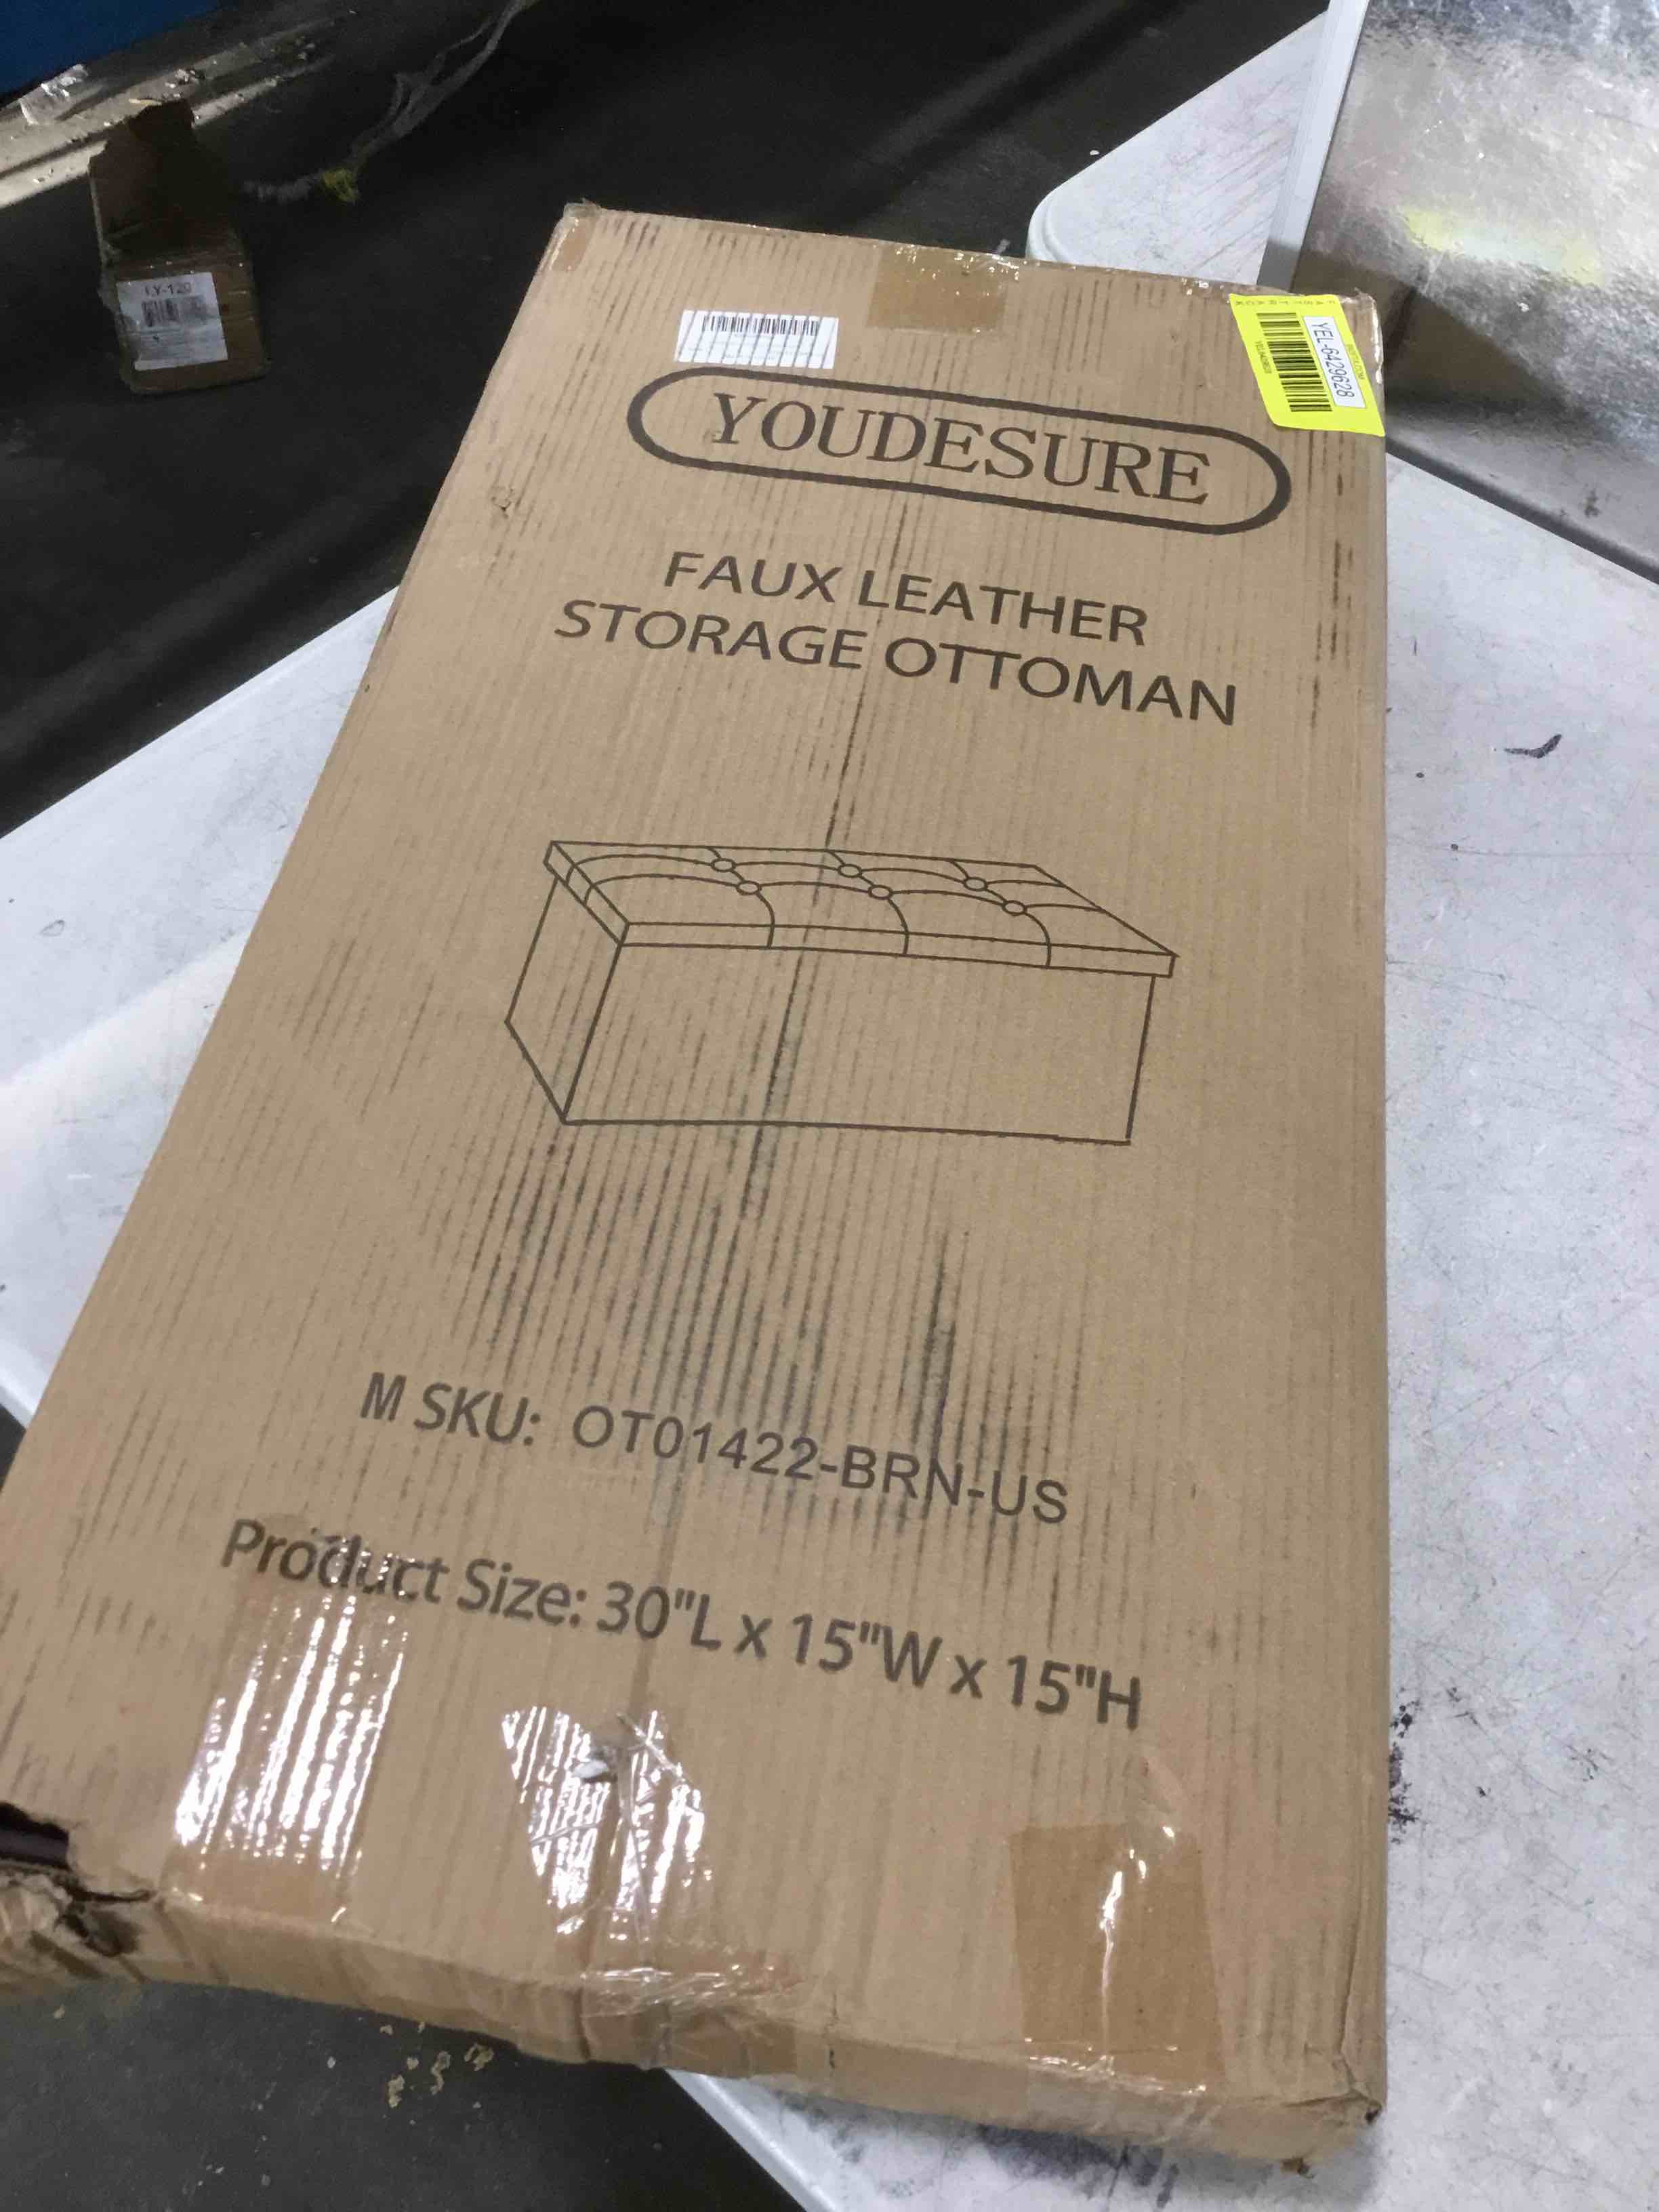 LY-120
YEL-6429628
YOUDESURE
FAUX LEATHER
STORAGE OTTOMAN
M SKU: OT01422-BRN-US
Product Size: 30"L x 15"W x 15"H